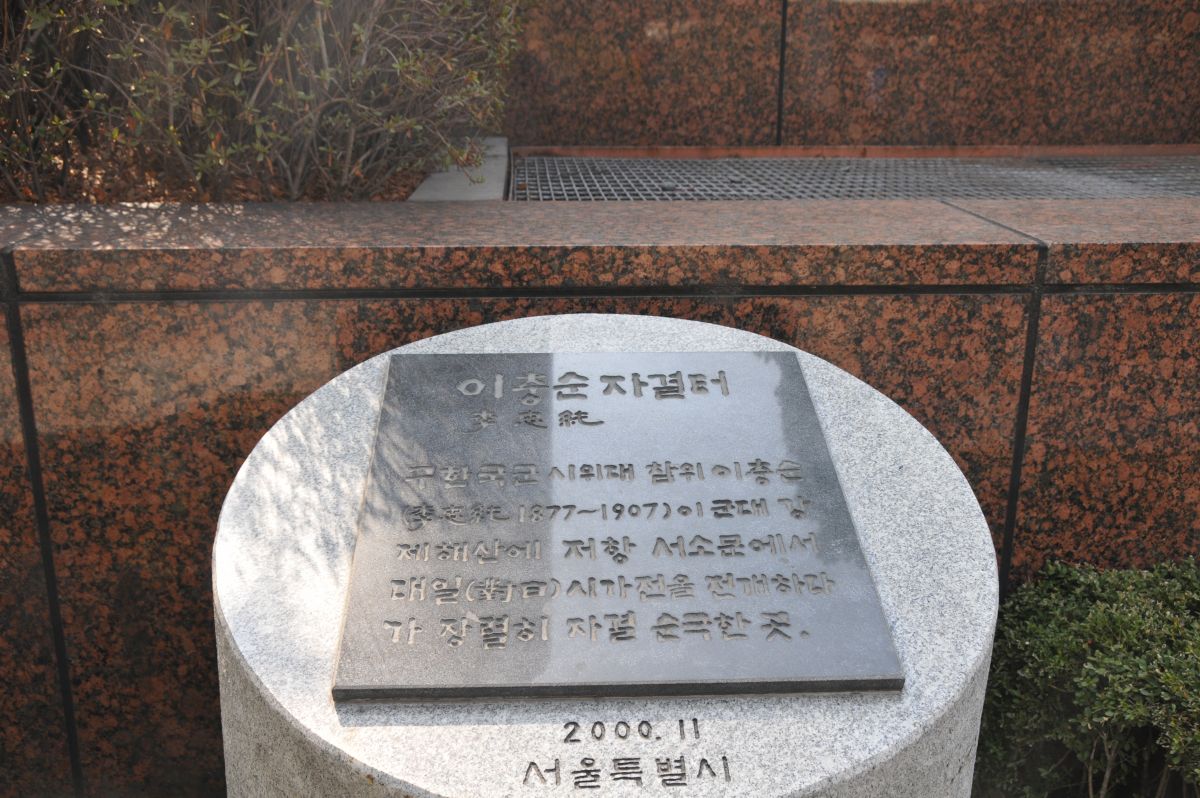 이충순 자결터
李忠純
구한국군 시위대 참위 이충순
(李忠純 1877~1907)이 군대 강
제해산에 저항 서소문에서
대일(對日)시가전을 전개하다
가 장렬히 자결 순국한 곳.
2000. 11
서울특별시